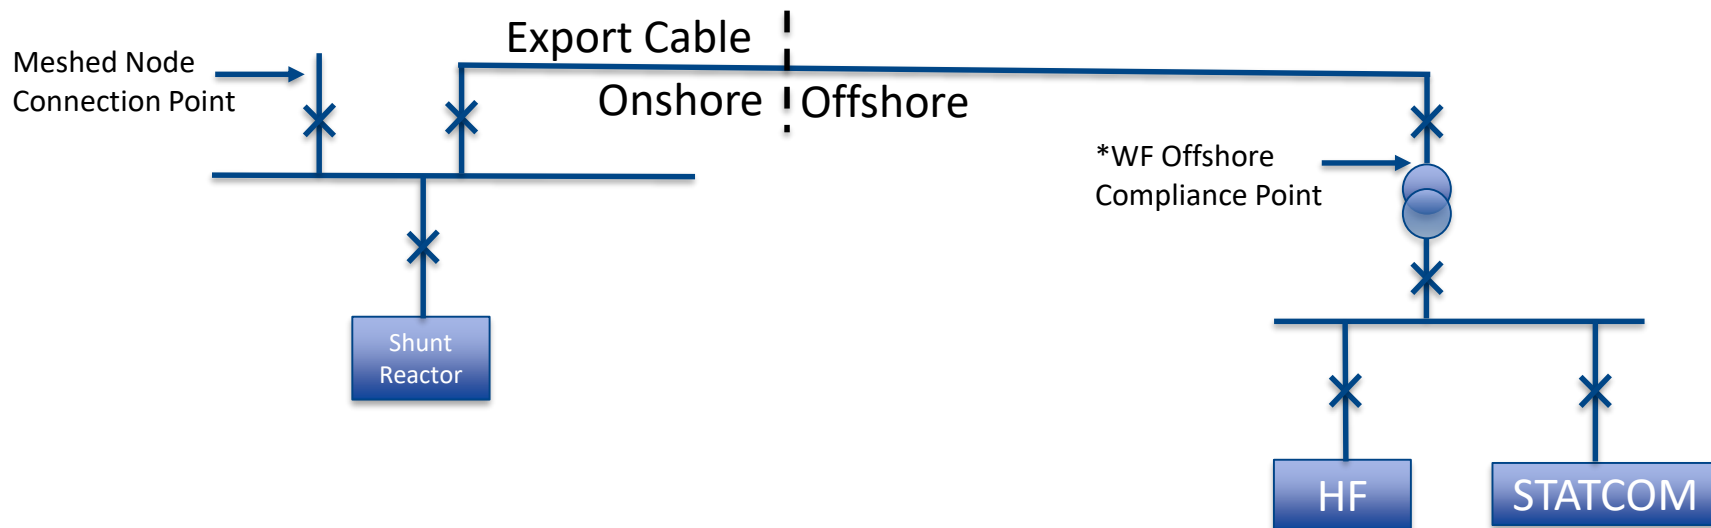 Export Cable
Meshed Node
Connection Point
Onshore
Offshore
*WF Offshore
Compliance Point
Shunt
Reactor
HF
STATCOM